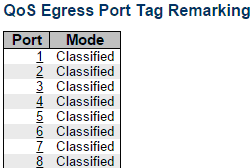 QoS Egress Port Tag Remarking
Port Mode
1 Classified
2 Classified
3 Classified
4 Classified
5 Classified
6 Classified
7 Classified
8 Classified